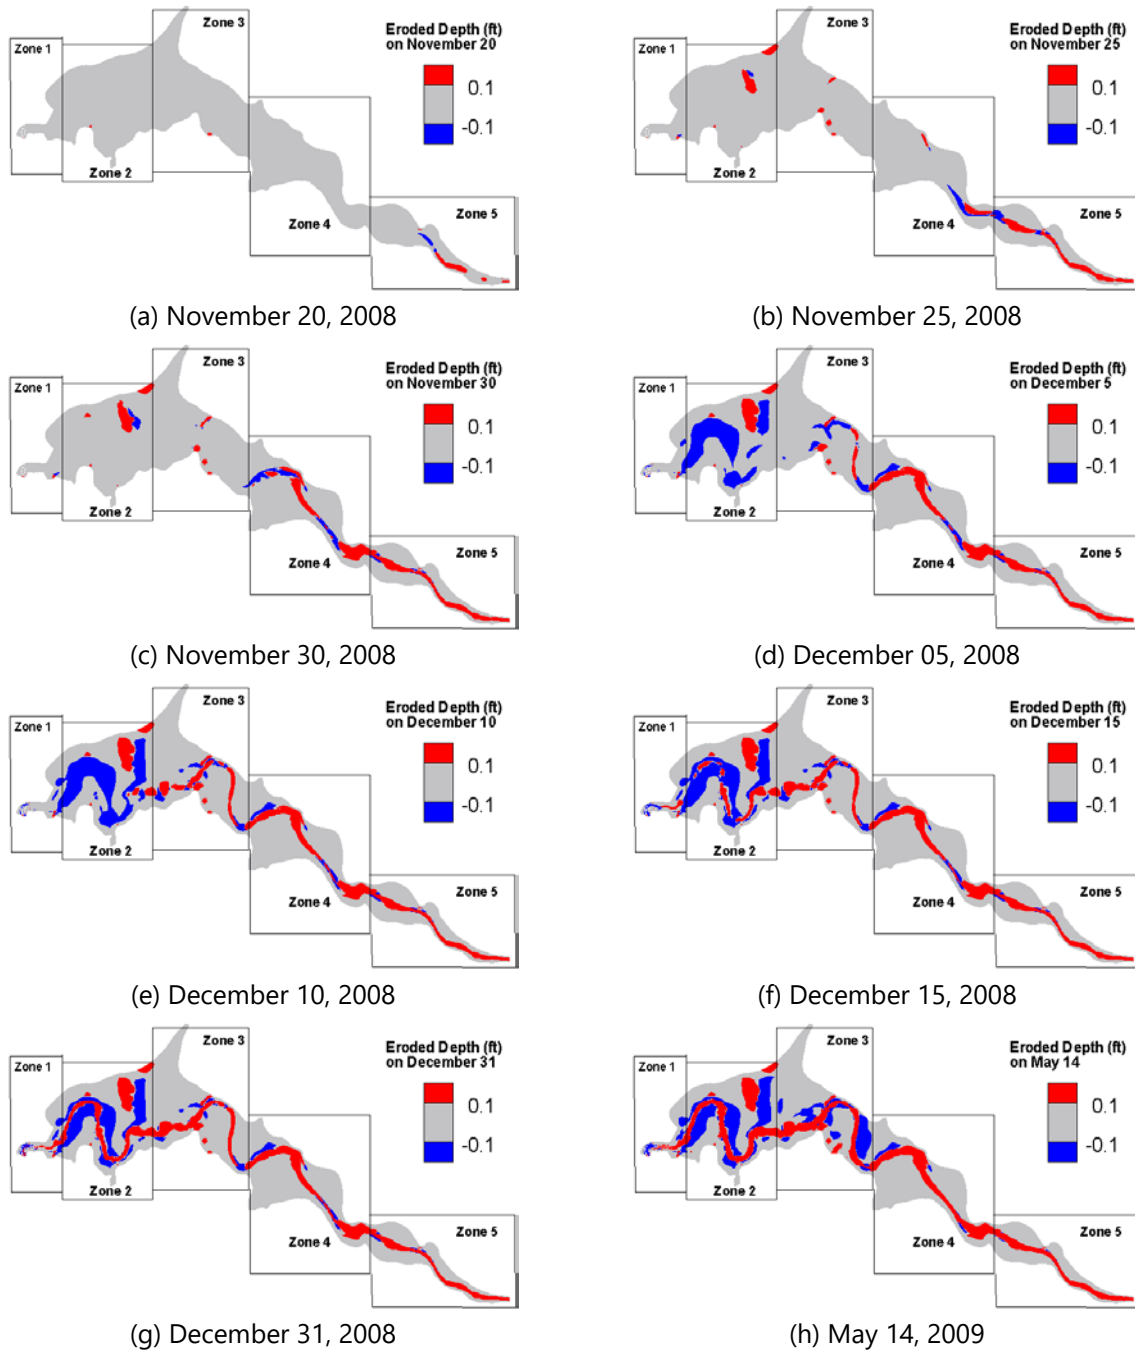 Zone 3
Eroded Depth (ft)
on November 20
Zone 1
0.1
-0.1
Zone 2
Zone 5
Zone 4
(a) November 20, 2008
Zone 3
Eroded Depth (ft)
on November 25
Zone 1
0.1
-0.1
Zone 2
Zone 5
Zone 4
(b) November 25, 2008
Zone 3
Eroded Depth (ft)
on November 30
Zone 1
0.1
-0.1
Zone 2
Zone 5
Zone 4
(c) November 30, 2008
Zone 3
Eroded Depth (ft)
on December 5
Zone 1
0.1
-0.1
Zone 2
Zone 5
Zone 4
(d) December 05, 2008
Zone 3
Eroded Depth (ft)
on December 10
Zone 1
0.1
-0.1
Zone 2
Zone 5
Zone 4
(e) December 10, 2008
Zone 3
Eroded Depth (ft)
on December 15
Zone 1
0.1
-0.1
Zone 2
Zone 5
Zone 4
(f) December 15, 2008
Zone 3
Eroded Depth (ft)
on December 31
Zone 1
0.1
-0.1
Zone 2
Zone 5
Zone 4
(g) December 31, 2008
Zone 3
Eroded Depth (ft)
on May 14
Zone 1
0.1
-0.1
Zone 2
Zone 5
Zone 4
(h) May 14, 2009